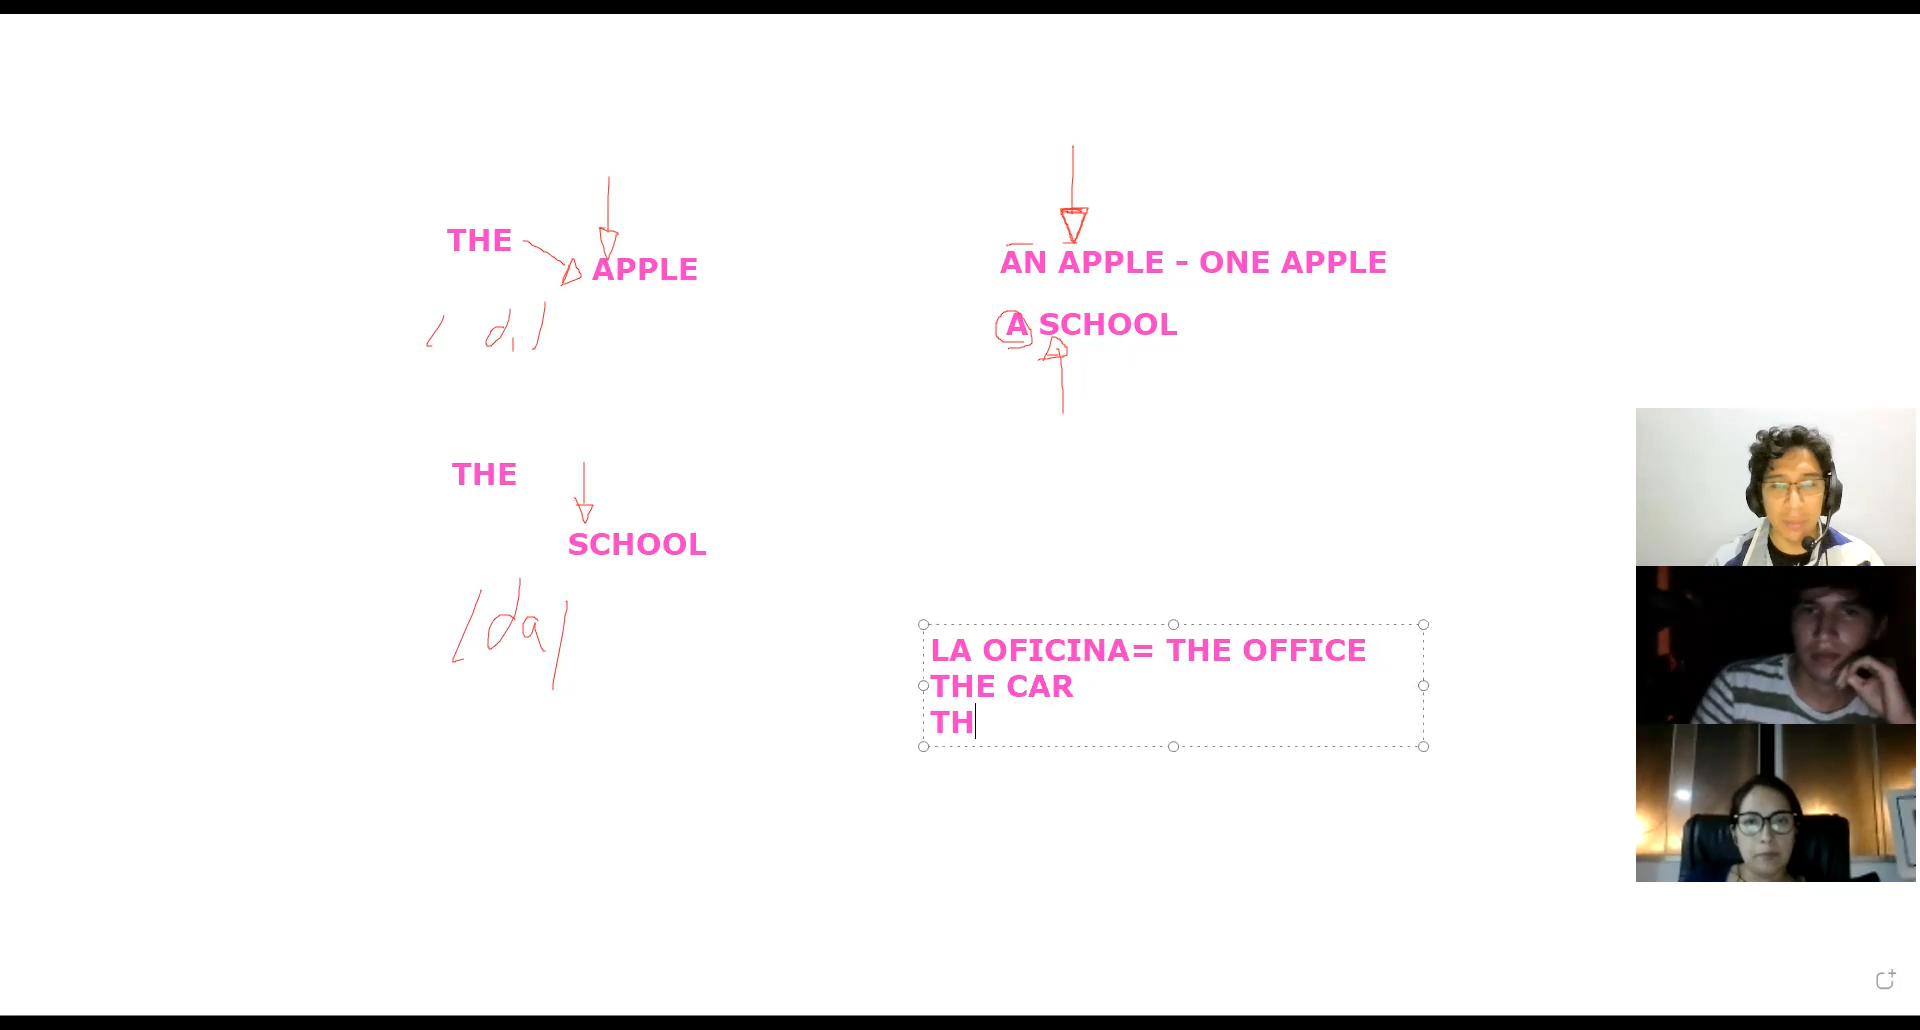 THE
APPLE
/ di/
THE
SCHOOL
/da/
AN APPLE - ONE APPLE
A SCHOOL
LA OFICINA= THE OFFICE
THE CAR
TH